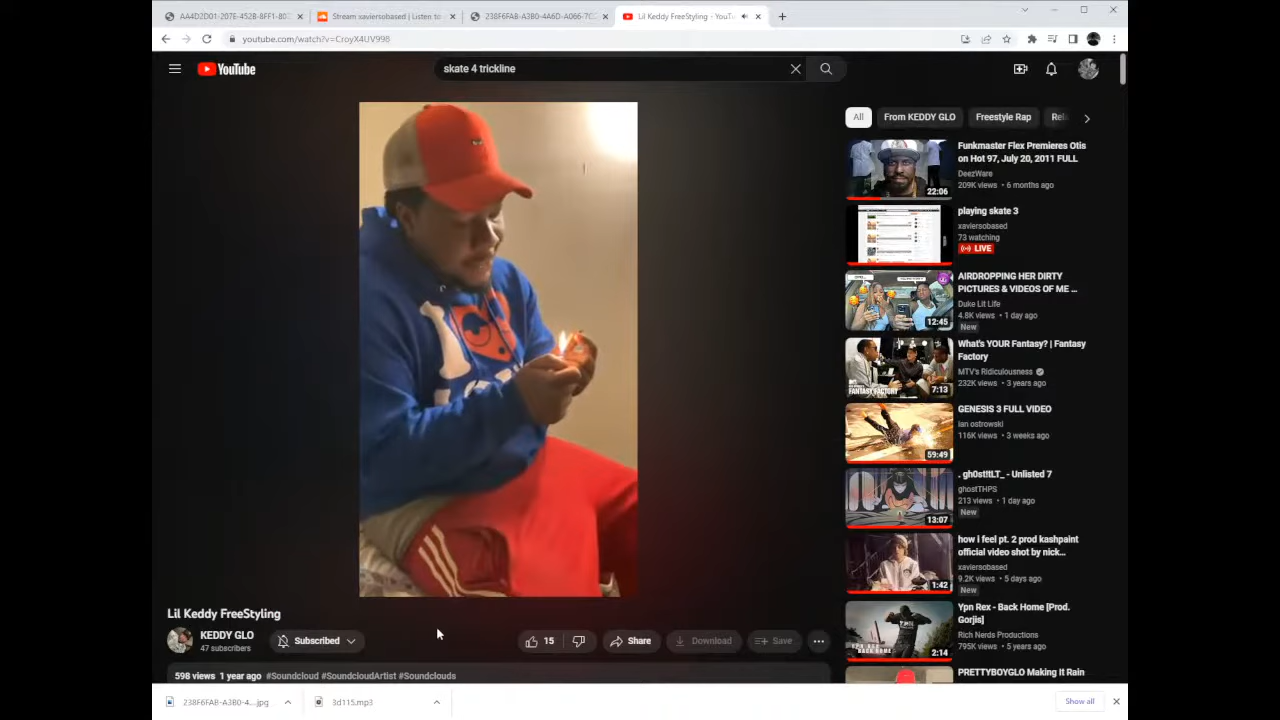 AA4D2D01-207E-452B-8FF1-80
Stream xaviersobased | Listen to
238F6FAB-A3B0-4A6D-A066-7C
Lil Keddy FreeStyling - YouTu
youtube.com/watch?v=CroyX4UV998
YouTube
skate 4 trickline
All
From KEDDY GLO
Freestyle Rap
Rel
Funkmaster Flex Premieres Otis
on Hot 97, July 20, 2011 FULL
DeezWare
209K views • 6 months ago
22:06
playing skate 3
xaviersobased
73 watching
LIVE
AIRDROPPING HER DIRTY
PICTURES & VIDEOS OF ME ...
Duke Lit Life
4.8K views • 1 day ago
New
12:45
What's YOUR Fantasy? | Fantasy
Factory
MTV's Ridiculousness
232K views • 3 years ago
FANTASY FACTORY
7:13
GENESIS 3 FULL VIDEO
Ian ostrowski
116K views • 3 weeks ago
59:49
. gh0st!tLT_ - Unlisted 7
ghostTHPS
213 views • 1 day ago
New
13:07
how i feel pt. 2 prod kashpaint
official video shot by nick...
xaviersobased
9.2K views • 5 days ago
New
1:42
Ypn Rex - Back Home [Prod.
Gorjis]
Rich Nerds Productions
795K views • 5 years ago
2:14
PRETTYBOYGLO Making It Rain
Lil Keddy FreeStyling
KEDDY GLO
47 subscribers
Subscribed
15
Share
Download
Save
598 views 1 year ago #Soundcloud #SoundcloudArtist #Soundclouds
238F6FAB-A3B0-4....jpg
3d115.mp3
Show all